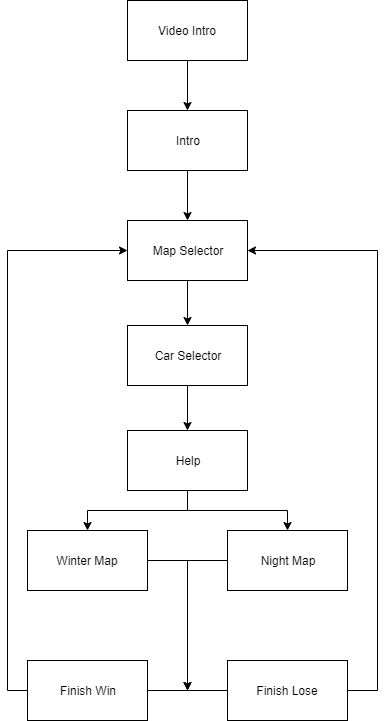 Video Intro
Intro
Map Selector
Car Selector
Help
Winter Map
Night Map
Finish Win
Finish Lose